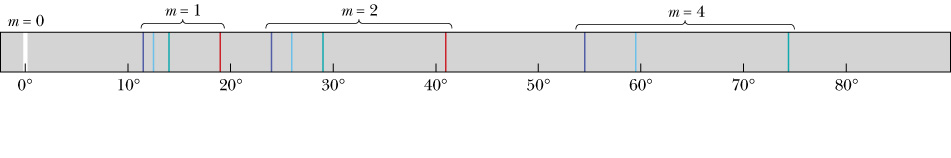 m = 0
m = 1
m = 2
m = 4
0° 10° 20° 30° 40° 50° 60° 70° 80°